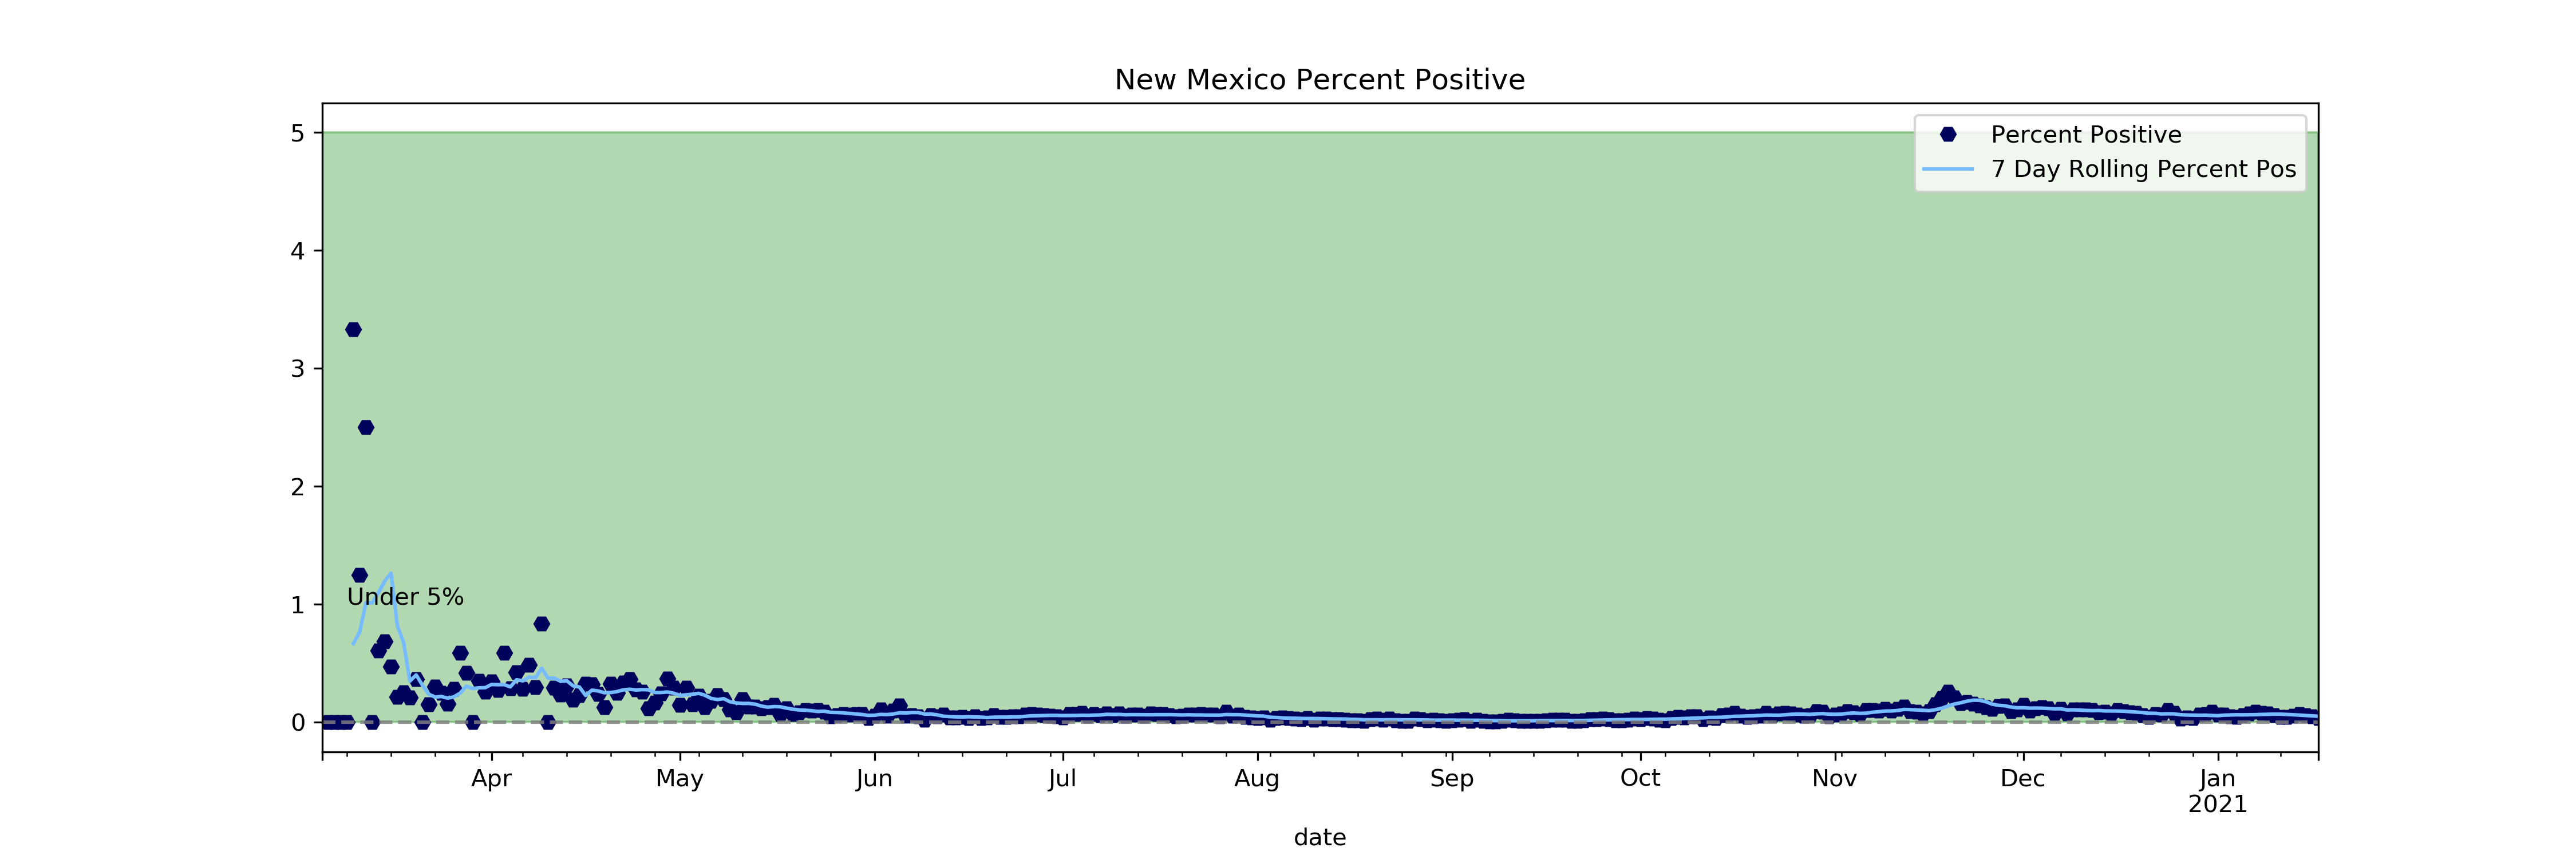 New Mexico Percent Positive
Percent Positive
7 Day Rolling Percent Pos
5
4
3
2
1
0
Under 5%
Apr
May
Jun
Jul
Aug
Sep
Oct
Nov
Dec
Jan
2021
date